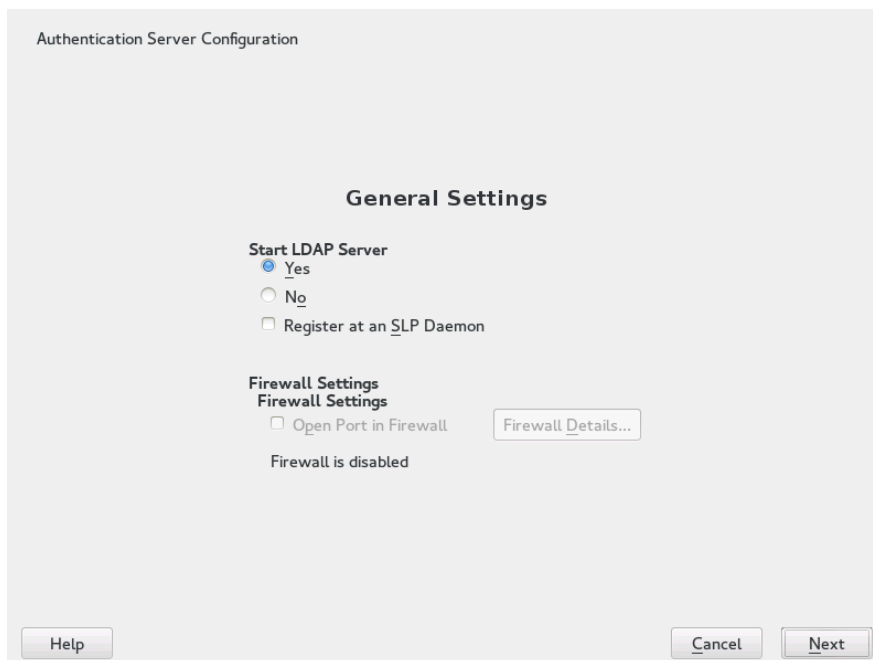 Authentication Server Configuration
General Settings
Start LDAP Server
Yes
No
Register at an SLP Daemon
Firewall Settings
Firewall Settings
Open Port in Firewall
Firewall Details...
Firewall is disabled
Help
Cancel
Next